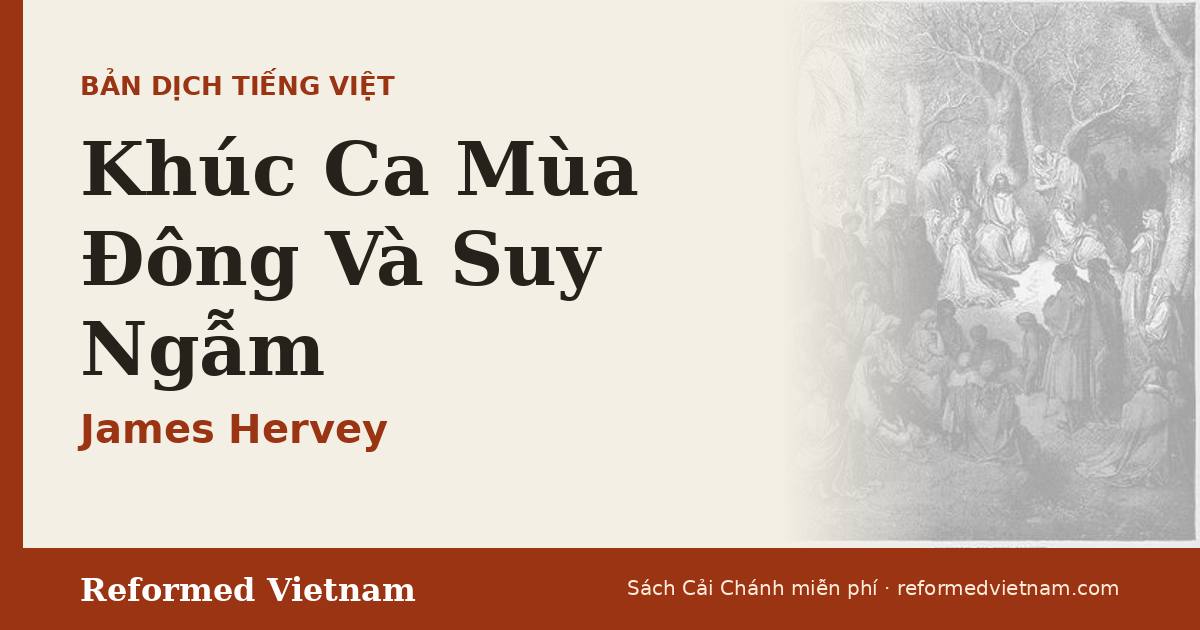 BẢN DỊCH TIẾNG VIỆT
Khúc Ca Mùa
Đông Và Suy
Ngẫm
James Hervey
Reformed Vietnam
Sách Cải Chánh miễn phí · reformedvietnam.com